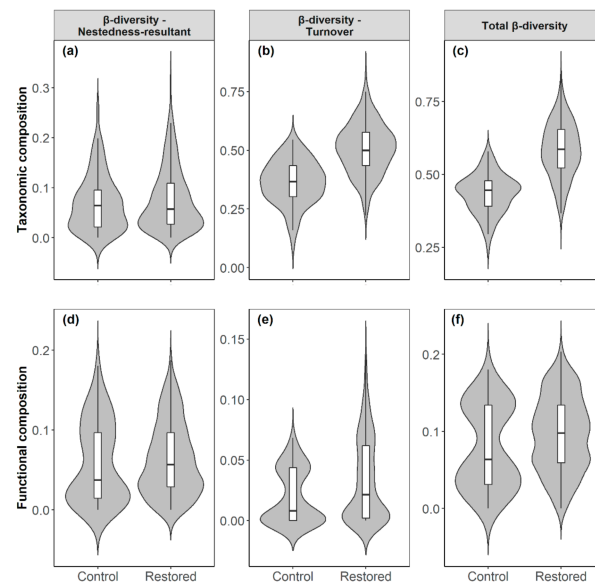 β-diversity -
Nestedness-resultant
β-diversity -
Turnover
Total β-diversity
Taxonomic composition
(a)
0.3
0.2
0.1
0.0
(b)
0.75
0.50
0.25
0.00
(c)
0.75
0.50
0.25
Functional composition
(d)
0.2
0.1
0.0
(e)
0.15
0.10
0.05
0.00
(f)
0.2
0.1
0.0
Control Restored
Control Restored
Control Restored